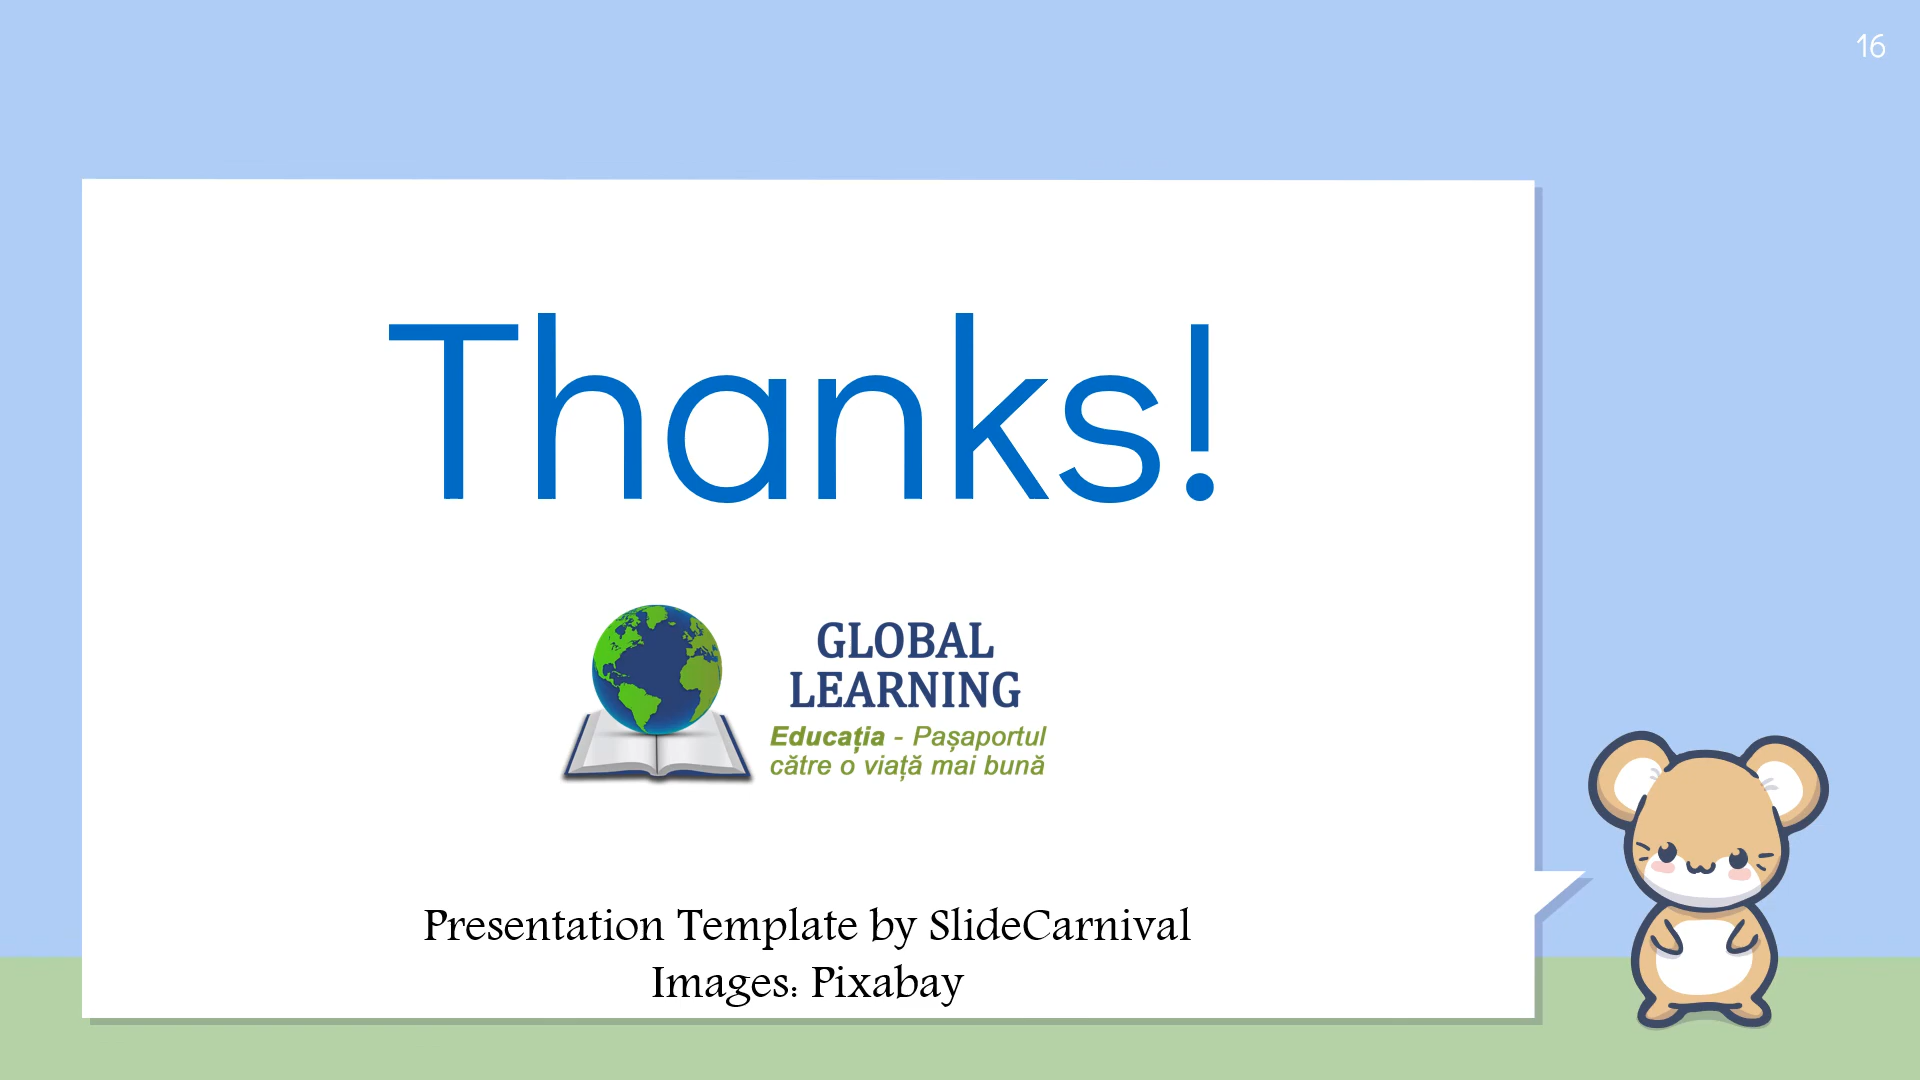 16
Thanks!
GLOBAL
LEARNING
Educația - Pașaportul
către o viață mai bună
Presentation Template by SlideCarnival
Images: Pixabay